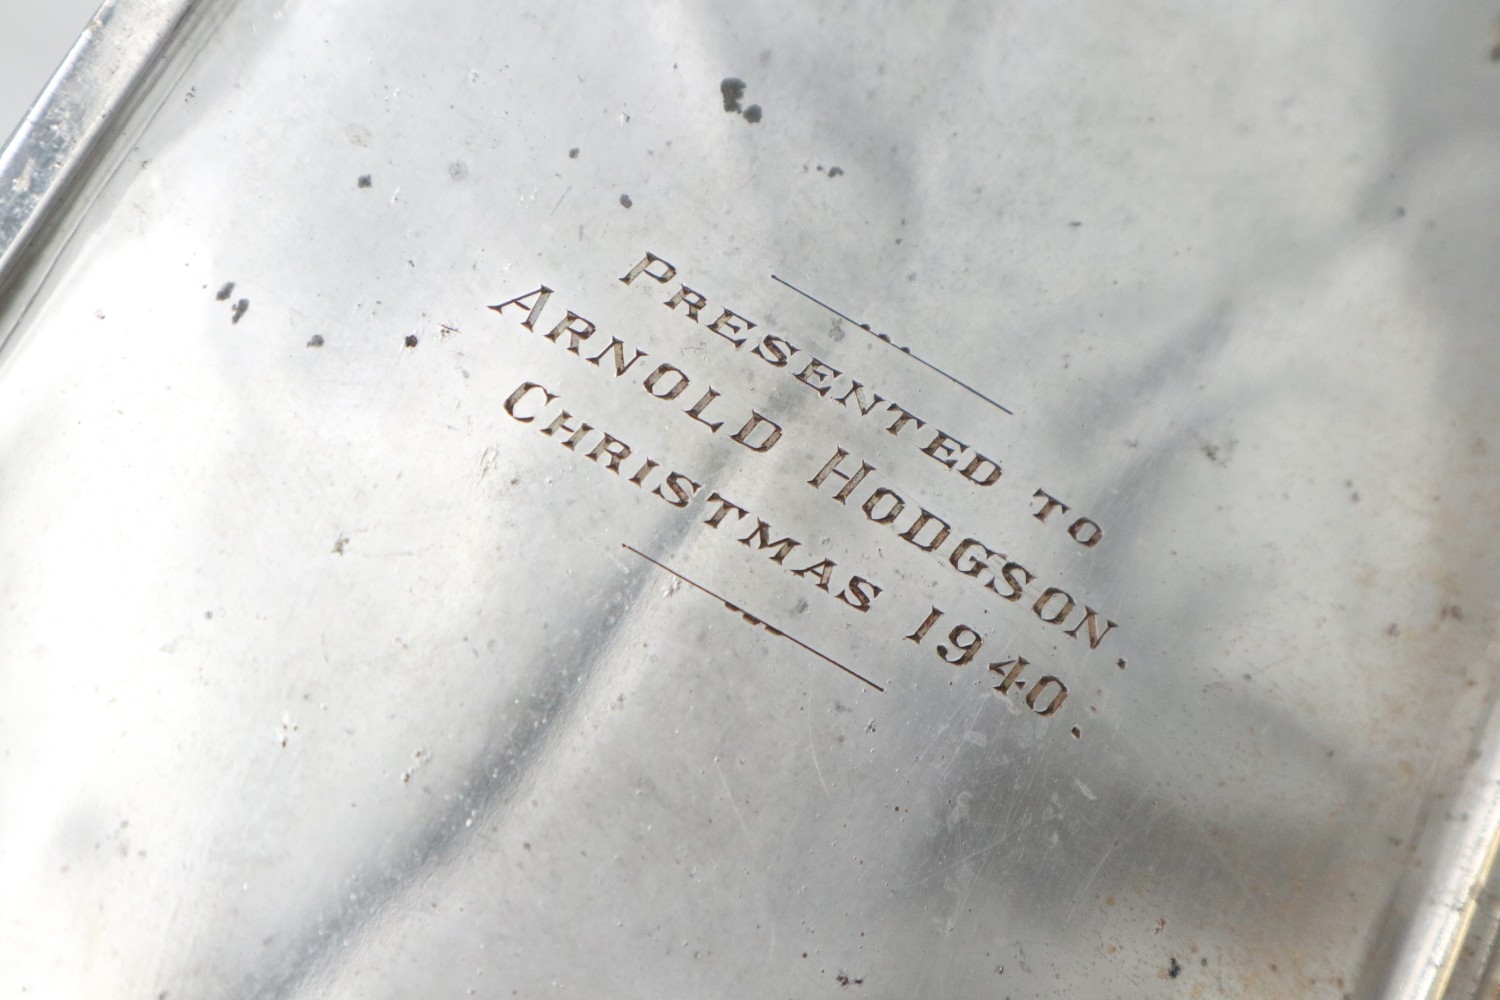 PRESENTED TO
ARNOLD HODGSON.
CHRISTMAS 1940.